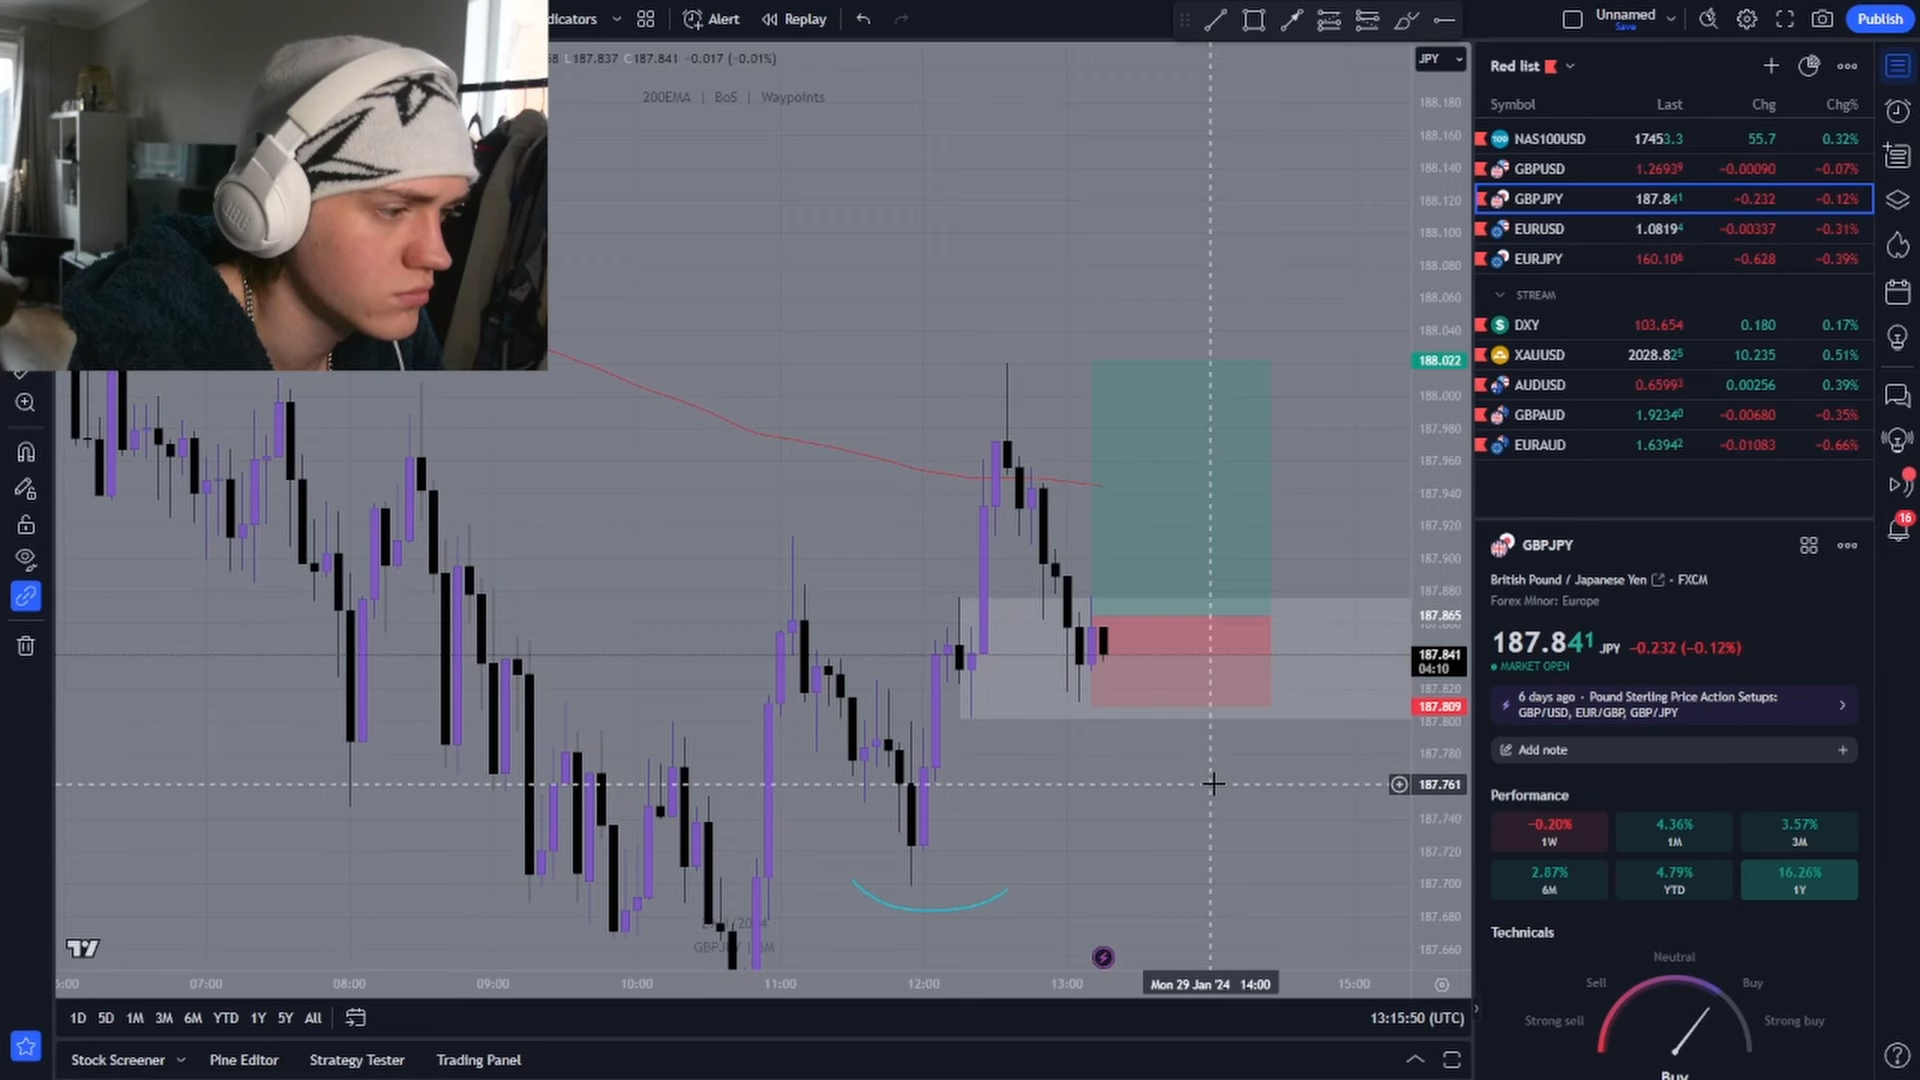 dicators
Alert
Replay
Unnamed
Save
Publish
L187.837 C187.841 -0.017 (-0.01%)
JPY
200EMA | BoS | Waypoints
Red list
Symbol Last Chg Chg%
NAS100USD 17453.3 55.7 0.32%
GBPUSD 1.26939 -0.00090 -0.07%
GBPJPY 187.841 -0.232 -0.12%
EURUSD 1.08194 -0.00337 -0.31%
EURJPY 160.106 -0.628 -0.39%
STREAM
DXY 103.654 0.180 0.17%
XAUUSD 2028.825 10.235 0.51%
AUDUSD 0.65993 0.00256 0.39%
GBPAUD 1.92340 -0.00680 -0.35%
EURAUD 1.63942 -0.01083 -0.66%
188.180
188.160
188.140
188.120
188.100
188.080
188.060
188.040
188.022
188.000
187.980
187.960
187.940
187.920
187.900
187.880
187.865
187.841
04:10
187.820
187.809
187.800
187.780
187.761
187.740
187.720
187.700
187.680
187.660
JBL
16
GBPJPY
British Pound / Japanese Yen • FXCM
Forex Minor: Europe
187.841 JPY -0.232 (-0.12%)
MARKET OPEN
6 days ago • Pound Sterling Price Action Setups:
GBP/USD, EUR/GBP, GBP/JPY
Add note
Performance
-0.20% 4.36% 3.57%
1W 1M 3M
2.87% 4.79% 16.26%
6M YTD 1Y
Technicals
Neutral
Sell Buy
Strong sell Strong buy
Buy
6:00 07:00 08:00 09:00 10:00 11:00 12:00 13:00 Mon 29 Jan '24 14:00 15:00
1D 5D 1M 3M 6M YTD 1Y 5Y All
13:15:50 (UTC)
Stock Screener Pine Editor Strategy Tester Trading Panel